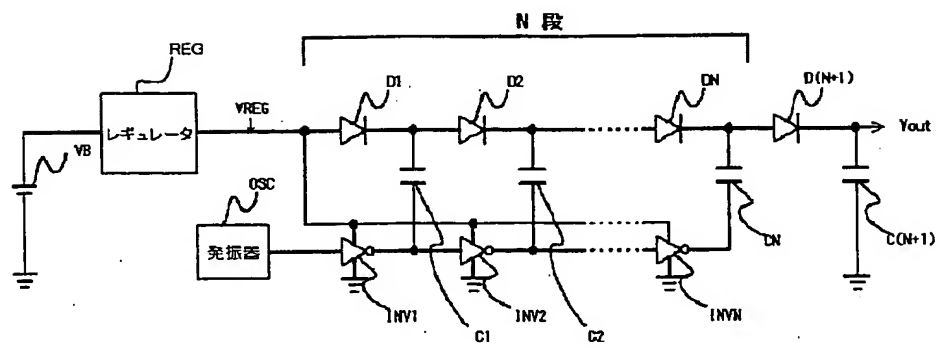 N 段
REG
D1
D2
DN
D(N+1)
レギュレータ
VREG
Vout
VB
OSC
発振器
CN
C(N+1)
INV1
C1
INV2
C2
INVN